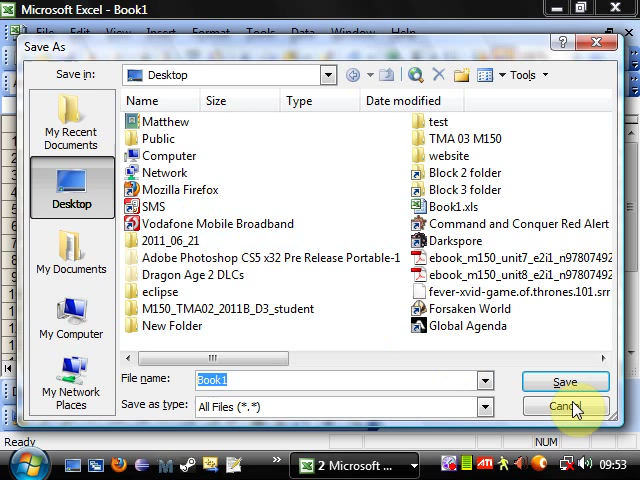 Microsoft Excel - Book1
Save As
Save in: Desktop Tools
Name Size Type Date modified
My Recent Documents
Desktop
My Documents
My Computer
My Network Places
Matthew
Public
Computer
Network
Mozilla Firefox
SMS
Vodafone Mobile Broadband
2011_06_21
Adobe Photoshop CS5 x32 Pre Release Portable-1
Dragon Age 2 DLCs
eclipse
M150_TMA02_2011B_D3_student
New Folder
test
TMA 03 M150
website
Block 2 folder
Block 3 folder
Book1.xls
Command and Conquer Red Alert
Darkspore
ebook_m150_unit7_e2i1_n97807492
ebook_m150_unit8_e2i1_n97807492
fever-xvid-game.of.thrones.101.srr
Forsaken World
Global Agenda
File name: Book1 Save
Save as type: All Files (*.*) Cancel
Ready NUM
2 Microsoft ... ATI 09:53